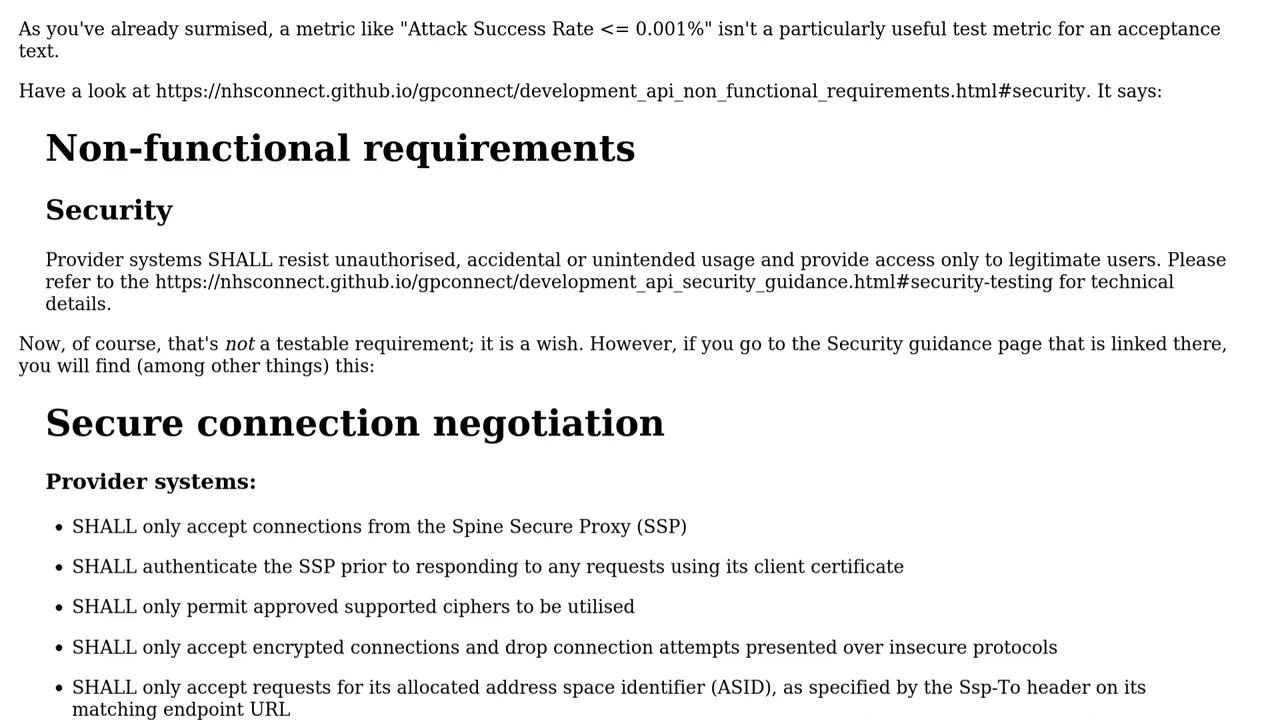 As you've already surmised, a metric like "Attack Success Rate <= 0.001%" isn't a particularly useful test metric for an acceptance
text.
Have a look at https://nhsconnect.github.io/gpconnect/development_api_non_functional_requirements.html#security. It says:
Non-functional requirements
Security
Provider systems SHALL resist unauthorised, accidental or unintended usage and provide access only to legitimate users. Please
refer to the https://nhsconnect.github.io/gpconnect/development_api_security_guidance.html#security-testing for technical
details.
Now, of course, that's not a testable requirement; it is a wish. However, if you go to the Security guidance page that is linked there,
you will find (among other things) this:
Secure connection negotiation
Provider systems:
• SHALL only accept connections from the Spine Secure Proxy (SSP)
• SHALL authenticate the SSP prior to responding to any requests using its client certificate
• SHALL only permit approved supported ciphers to be utilised
• SHALL only accept encrypted connections and drop connection attempts presented over insecure protocols
• SHALL only accept requests for its allocated address space identifier (ASID), as specified by the Ssp-To header on its
matching endpoint URL